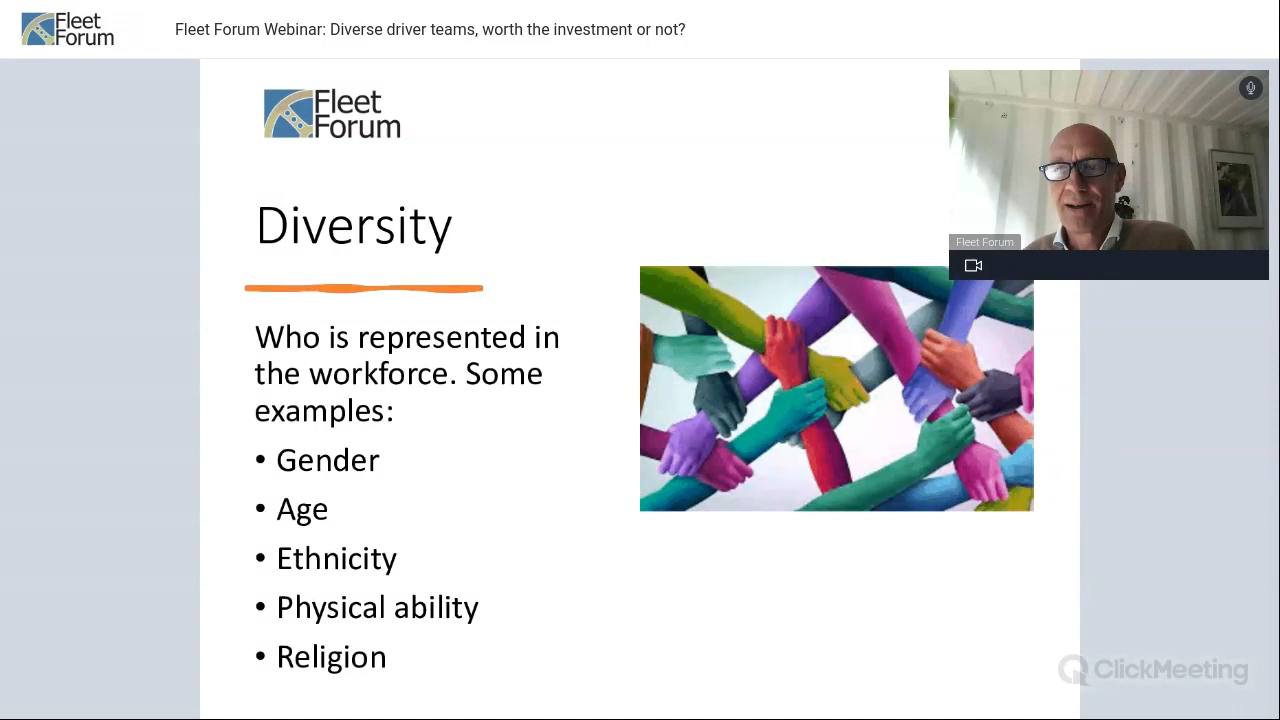 Fleet
Forum
Fleet Forum Webinar: Diverse driver teams, worth the investment or not?
Fleet
Forum
Diversity
Fleet Forum
Who is represented in
the workforce. Some
examples:
• Gender
• Age
• Ethnicity
• Physical ability
• Religion
ClickMeeting